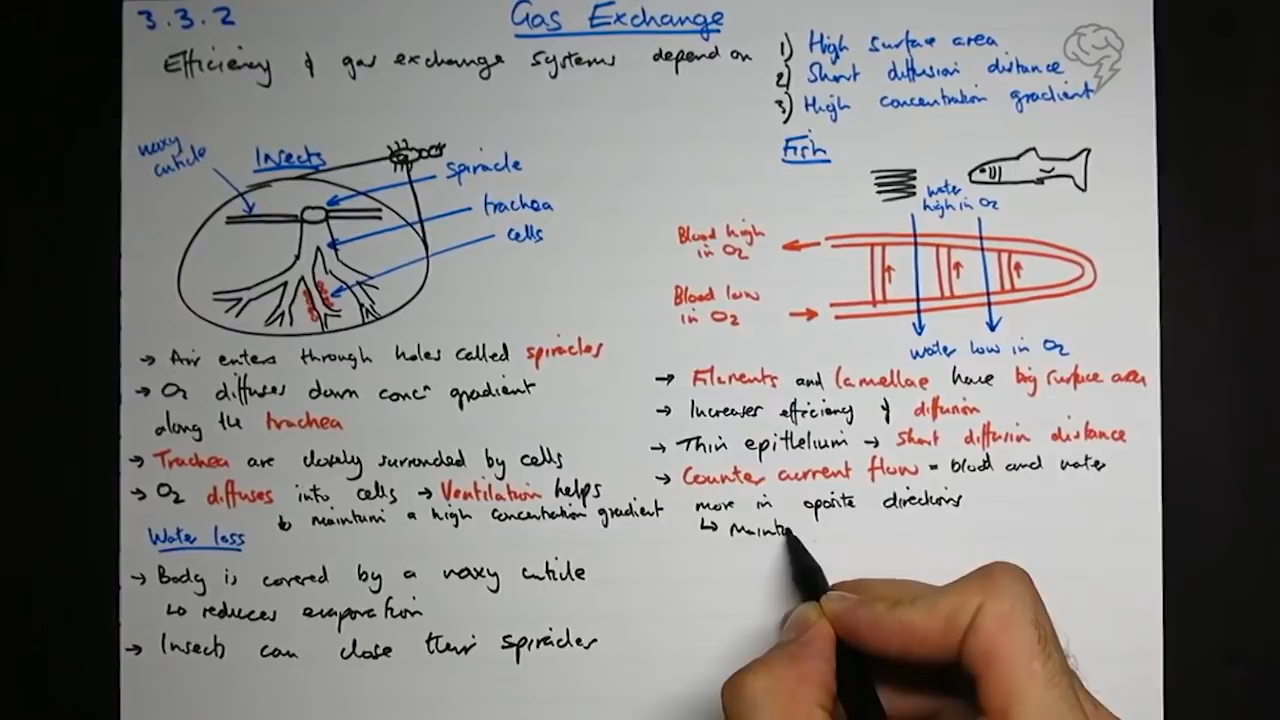 3.3.2
Gas Exchange
Efficiency of gas exchange systems depend on
1) High surface area
2) Short diffusion distance
3) High concentration gradient
waxy
cuticle
Insects
spiracle
trachea
cells
→ Air enters through holes called spiracles
→ O2 diffuses down concⁿ gradient
along the trachea
→ Trachea are closely surronded by cells
→ O2 diffuses into cells → Ventilation helps
↳ maintain a high concentration gradient
Water loss
→ Body is covered by a waxy cuticle
↳ reduces evaporation
→ Insects can close their spiracles
Fish
water
high in O2
Blood high
in O2
Blood low
in O2
water low in O2
→ Filaments and lamellae have big surface area
→ Increases efficiency of diffusion
→ Thin epithelium → short diffusion distance
→ Counter current flow = blood and water
move in oposite directions
↳ mainta